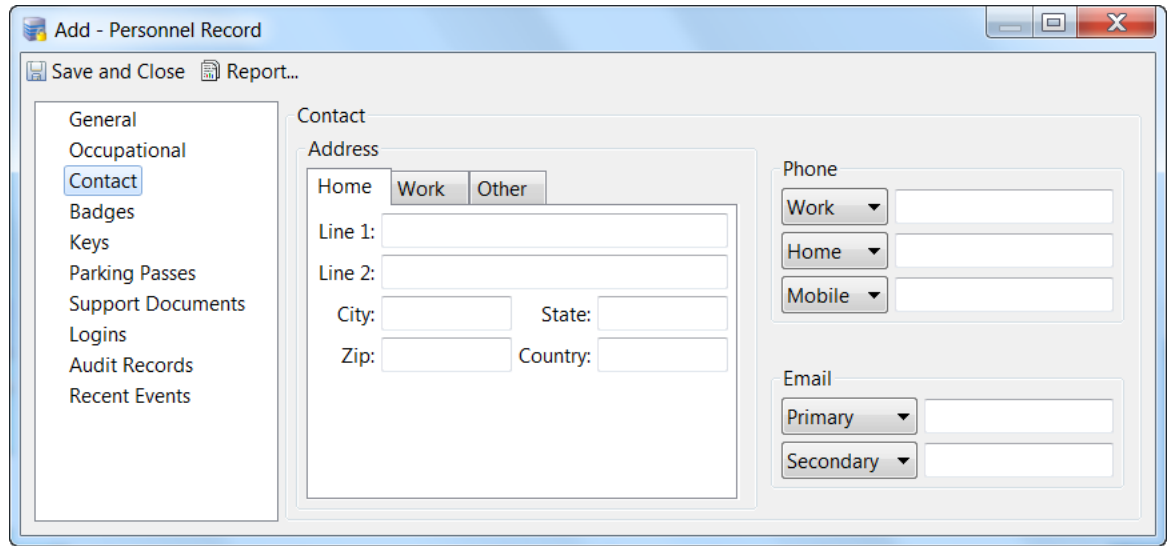 Add - Personnel Record
Save and Close Report...
General
Occupational
Contact
Badges
Keys
Parking Passes
Support Documents
Logins
Audit Records
Recent Events
Contact
Address
Home Work Other
Line 1:
Line 2:
City: State:
Zip: Country:
Phone
Work
Home
Mobile
Email
Primary
Secondary